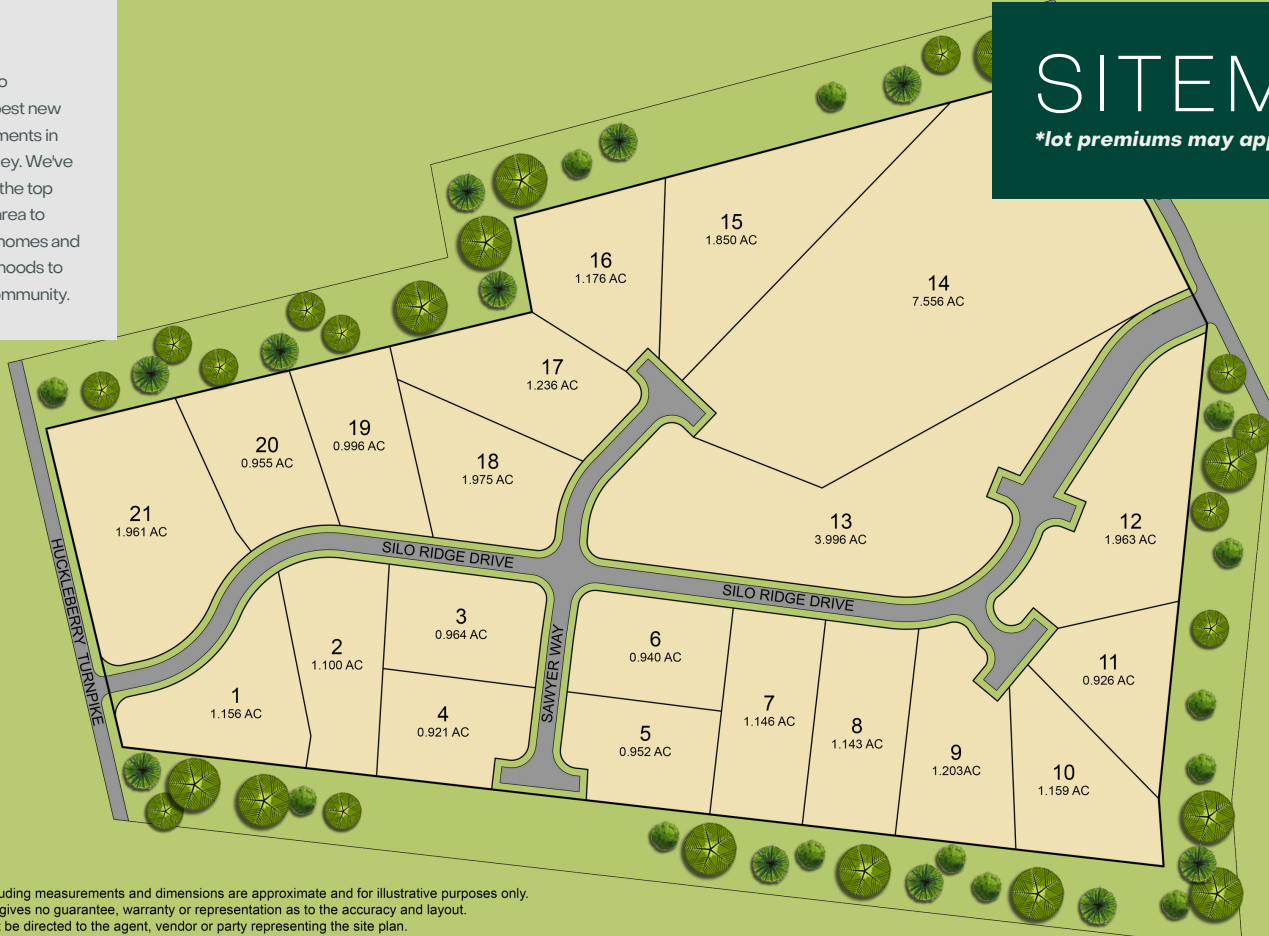 o
best new
ments in
ey. We've
the top
area to
homes and
hoods to
ommunity.
SITEM
*lot premiums may app
16
1.176 AC
15
1.850 AC
14
7.556 AC
17
1.236 AC
18
1.975 AC
19
0.996 AC
20
0.955 AC
21
1.961 AC
13
3.996 AC
12
1.963 AC
11
0.926 AC
10
1.159 AC
9
1.203AC
8
1.143 AC
7
1.146 AC
6
0.940 AC
5
0.952 AC
3
0.964 AC
4
0.921 AC
2
1.100 AC
1
1.156 AC
SILO RIDGE DRIVE
SILO RIDGE DRIVE
SAWYER WAY
HUCKLEBERRY TURNPIKE
uding measurements and dimensions are approximate and for illustrative purposes only.
gives no guarantee, warranty or representation as to the accuracy and layout.
t be directed to the agent, vendor or party representing the site plan.